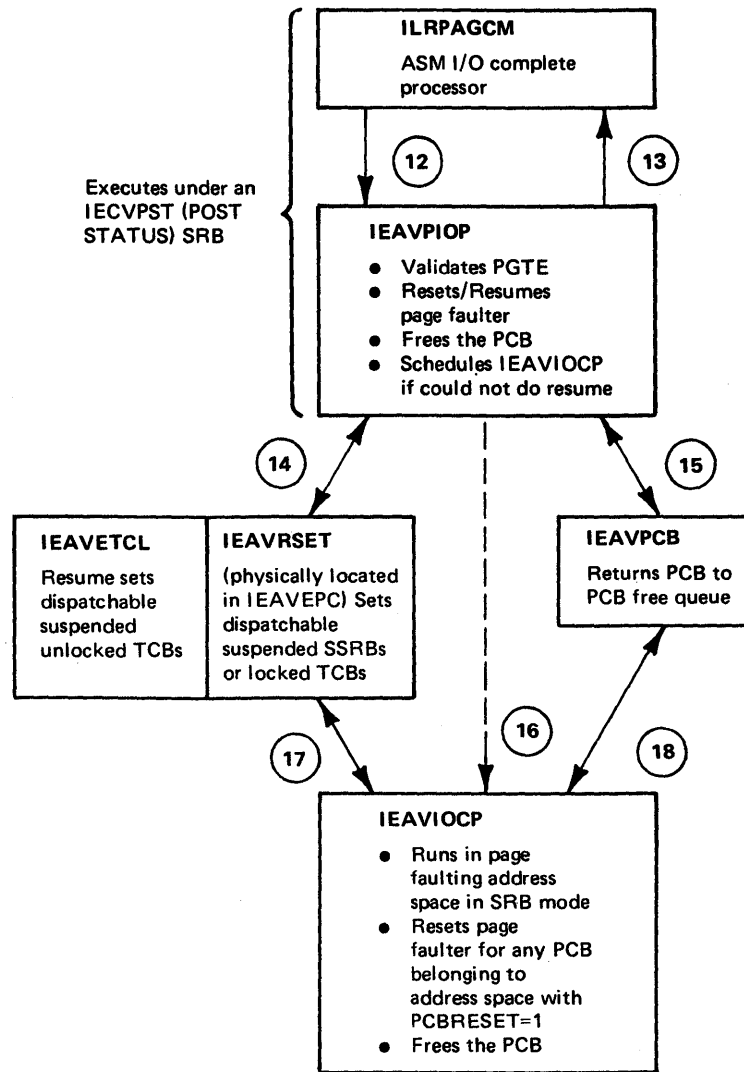 ILRPAGCM
ASM I/O complete
processor
12
13
Executes under an
IECVPST (POST
STATUS) SRB
IEAVPIOP
● Validates PGTE
● Resets/Resumes
page faulter
● Frees the PCB
● Schedules IEAVIOCP
if could not do resume
14
15
IEAVETCL
Resume sets
dispatchable
suspended
unlocked TCBs
IEAVRSET
(physically located
in IEAVEPC) Sets
dispatchable
suspended SSRBs
or locked TCBs
IEAVPCB
Returns PCB to
PCB free queue
16
17
18
IEAVIOCP
● Runs in page
faulting address
space in SRB mode
● Resets page
faulter for any PCB
belonging to
address space with
PCBRESET=1
● Frees the PCB